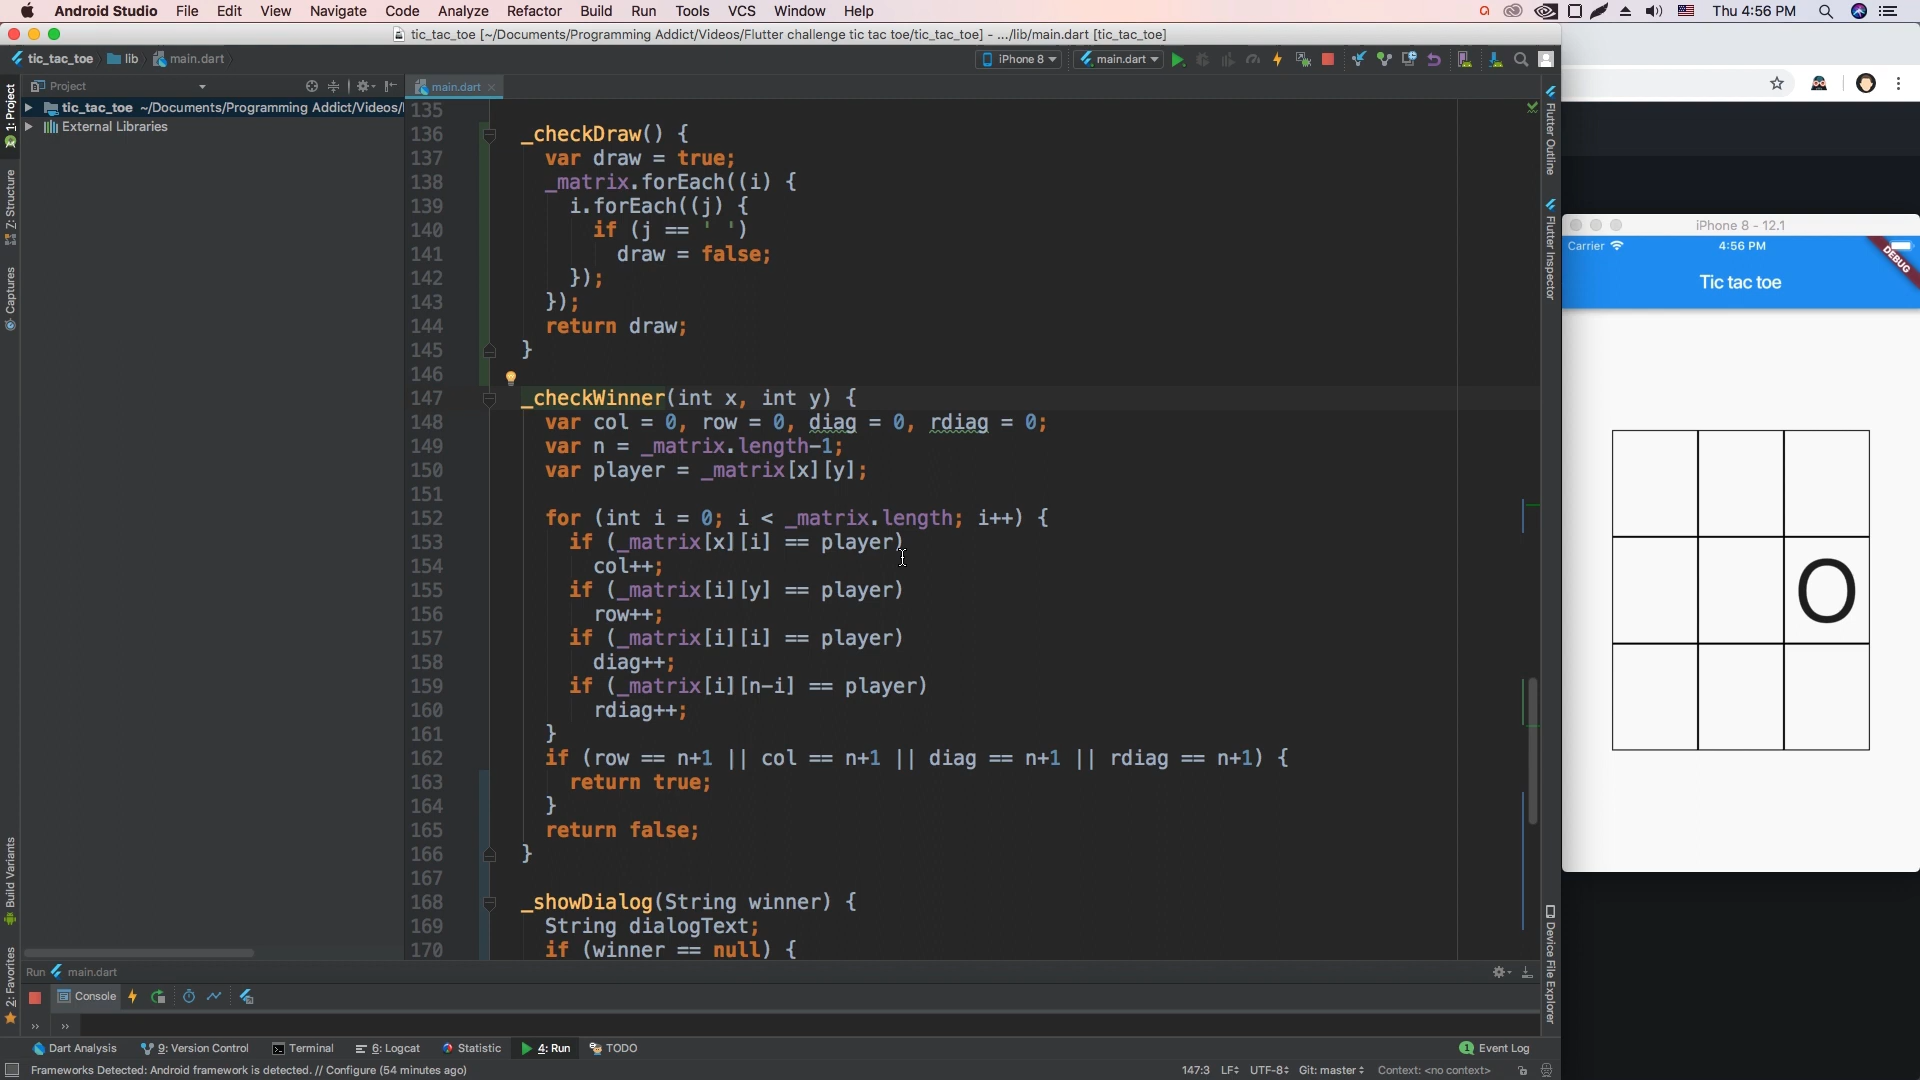 Android Studio File Edit View Navigate Code Analyze Refactor Build Run Tools VCS Window Help Thu 4:56 PM
tic_tac_toe [~/Documents/Programming Addict/Videos/Flutter challenge tic tac toe/tic_tac_toe] - .../lib/main.dart [tic_tac_toe]
tic_tac_toe lib main.dart iPhone 8 main.dart
Project
main.dart
tic_tac_toe ~/Documents/Programming Addict/Videos/
External Libraries
1: Project
Z: Structure
Captures
Build Variants
2: Favorites
135
136 _checkDraw() {
137 var draw = true;
138 _matrix.forEach((i) {
139 i.forEach((j) {
140 if (j == ' ')
141 draw = false;
142 });
143 });
144 return draw;
145 }
146
147 _checkWinner(int x, int y) {
148 var col = 0, row = 0, diag = 0, rdiag = 0;
149 var n = _matrix.length-1;
150 var player = _matrix[x][y];
151
152 for (int i = 0; i < _matrix.length; i++) {
153 if (_matrix[x][i] == player)
154 col++;
155 if (_matrix[i][y] == player)
156 row++;
157 if (_matrix[i][i] == player)
158 diag++;
159 if (_matrix[i][n-i] == player)
160 rdiag++;
161 }
162 if (row == n+1 || col == n+1 || diag == n+1 || rdiag == n+1) {
163 return true;
164 }
165 return false;
166 }
167
168 _showDialog(String winner) {
169 String dialogText;
170 if (winner == null) {
Flutter Outline
Flutter Inspector
Device File Explorer
iPhone 8 - 12.1
Carrier 4:56 PM
DEBUG
Tic tac toe
O
Run main.dart
Console
» »
Dart Analysis 9: Version Control Terminal 6: Logcat Statistic 4: Run TODO 1 Event Log
Frameworks Detected: Android framework is detected. // Configure (54 minutes ago) 147:3 LF÷ UTF-8÷ Git: master÷ Context: <no context>